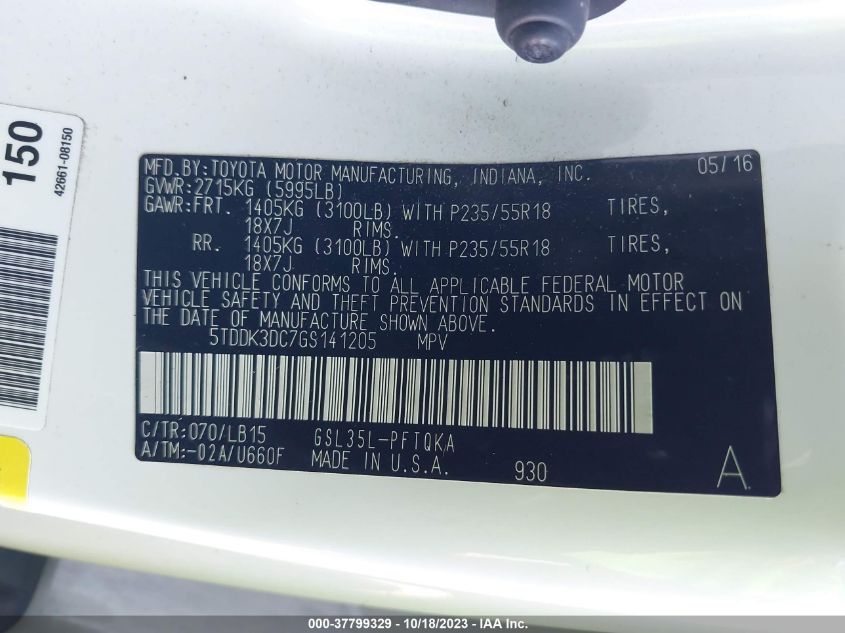 150
42661-08150
MFD.BY:TOYOTA MOTOR MANUFACTURING, INDIANA, INC. 05/16
GVWR:2715KG (5995LB)
GAWR:FRT. 1405KG (3100LB) WITH P235/55R18 TIRES,
18X7J RIMS.
RR. 1405KG (3100LB) WITH P235/55R18 TIRES,
18X7J RIMS.
THIS VEHICLE CONFORMS TO ALL APPLICABLE FEDERAL MOTOR
VEHICLE SAFETY AND THEFT PREVENTION STANDARDS IN EFFECT ON
THE DATE OF MANUFACTURE SHOWN ABOVE.
5TDDK3DC7GS141205 MPV
C/TR:070/LB15 GSL35L-PFTQKA
A/TM:-02A/U660F MADE IN U.S.A. 930 A
000-37799329 - 10/18/2023 - IAA Inc.